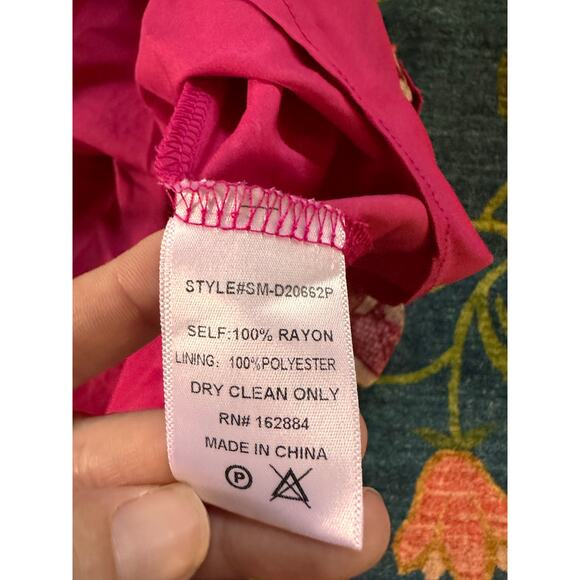 STYLE#SM-D20662P
SELF:100% RAYON
LINING: 100%POLYESTER
DRY CLEAN ONLY
RN# 162884
MADE IN CHINA
P